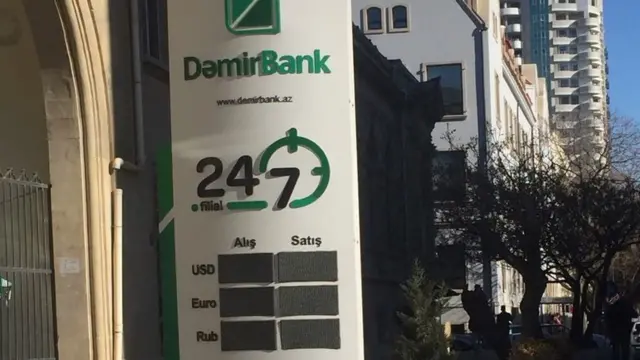 DəmirBank
www.demirbank.az
24/7
e filial
Alış Satış
USD
Euro
Rub